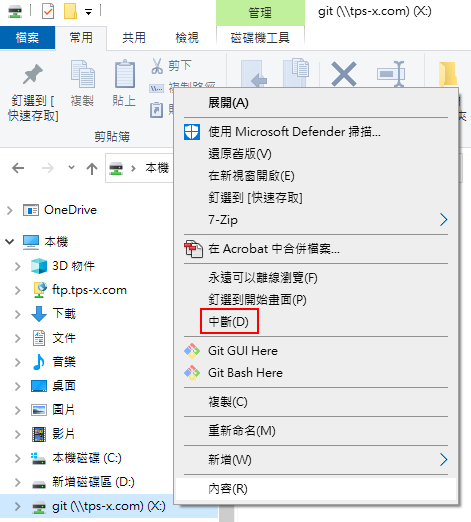 管理
git (\\tps-x.com) (X:)
檔案
常用
共用
檢視
磁碟機工具
釘選到 [
快速存取]
複製
貼上
剪下
複製路徑
剪貼簿
本機
展開(A)
使用 Microsoft Defender 掃描...
還原舊版(V)
在新視窗開啟(E)
釘選到 [快速存取]
7-Zip
在 Acrobat 中合併檔案...
永遠可以離線瀏覽(F)
釘選到開始畫面(P)
中斷(D)
Git GUI Here
Git Bash Here
複製(C)
重新命名(M)
新增(W)
內容(R)
OneDrive
本機
3D 物件
ftp.tps-x.com
下載
文件
音樂
桌面
圖片
影片
本機磁碟 (C:)
新增磁碟區 (D:)
git (\\tps-x.com) (X:)